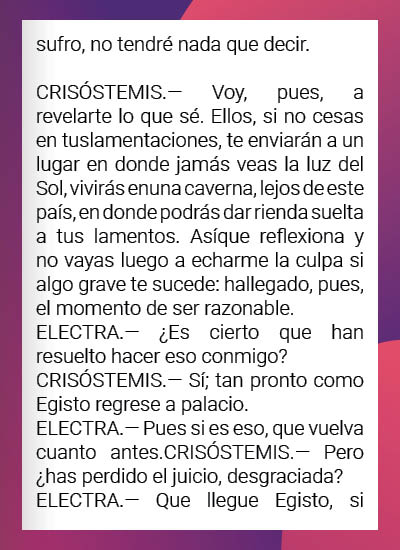 sufro, no tendré nada que decir.
CRISÓSTEMIS.— Voy, pues, a
revelarte lo que sé. Ellos, si no cesas
en tuslamentaciones, te enviarán a un
lugar en donde jamás veas la luz del
Sol, vivirás enuna caverna, lejos de este
país, en donde podrás dar rienda suelta
a tus lamentos. Asíque reflexiona y
no vayas luego a echarme la culpa si
algo grave te sucede: hallegado, pues,
el momento de ser razonable.
ELECTRA.— ¿Es cierto que han
resuelto hacer eso conmigo?
CRISÓSTEMIS.— Sí; tan pronto como
Egisto regrese a palacio.
ELECTRA.— Pues si es eso, que vuelva
cuanto antes.CRISÓSTEMIS.— Pero
¿has perdido el juicio, desgraciada?
ELECTRA.— Que llegue Egisto, si